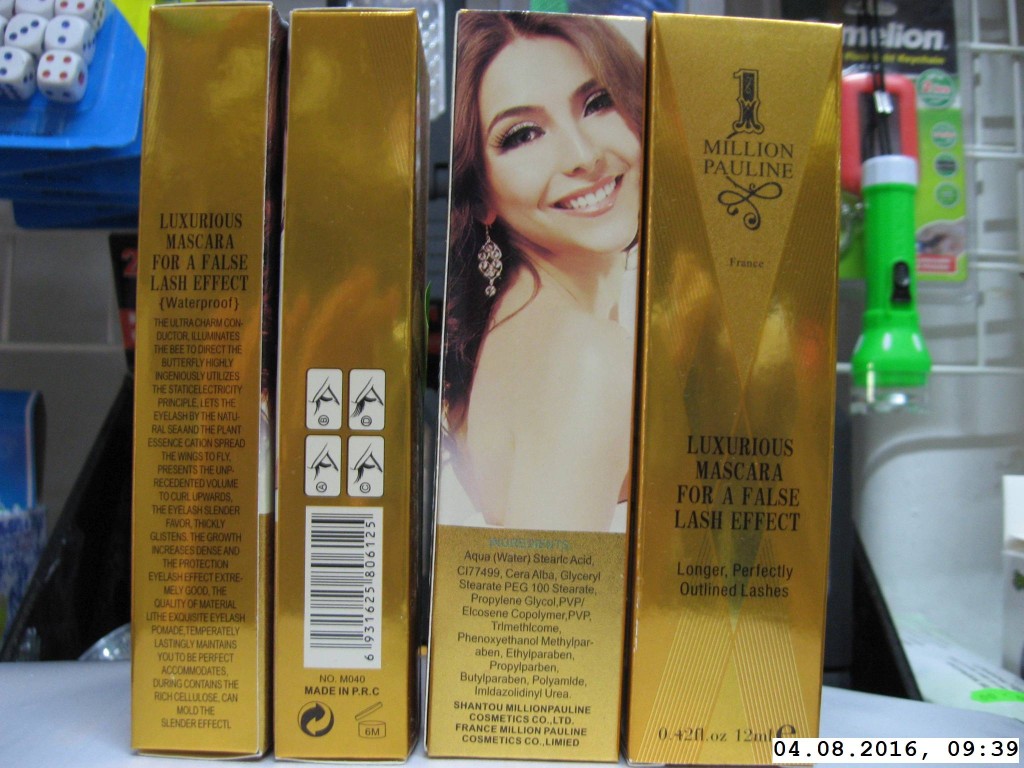 LUXURIOUS
MASCARA
FOR A FALSE
LASH EFFECT
{Waterproof}
THE ULTRA CHARM CON-
DUCTOR, ILLUMINATES
THE BEE TO DIRECT THE
BUTTERFLY HIGHLY
INGENIOUSLY UTILIZES
THE STATICELECTRICITY
PRINCIPLE, LETS THE
EYELASH BY THE NATU-
RAL SEA AND THE PLANT
ESSENCE CATION SPREAD
THE WINGS TO FLY,
PRESENTS THE UNP-
RECEDENTED VOLUME
TO CURL UPWARDS,
THE EYELASH SLENDER
FAVOR, THICKLY
GLISTENS. THE GROWTH
INCREASES DENSE AND
THE PROTECTION
EYELASH EFFECT EXTRE-
MELY GOOD, THE
QUALITY OF MATERIAL
LITHE EXQUISITE EYELASH
POMADE,TEMPERATELY
LASTINGLY MAINTAINS
YOU TO BE PERFECT
ACCOMMODATES,
DURING CONTAINS THE
RICH CELLULOSE, CAN
MOLD THE
SLENDER EFFECTL
B D
A C
6 931625 806125
NO. M040
MADE IN P.R.C
6M
INGREDIENTS:
Aqua (Water) Stearic Acid,
CI77499, Cera Alba, Glyceryl
Stearate PEG 100 Stearate,
Propylene Glycol,PVP/
Elcosene Copolymer,PVP,
Trlmethlcome,
Phenoxyethanol Methylpar-
aben, Ethylparaben,
Propylparben,
Butylparaben, Polyamide,
Imldazolidinyl Urea.
SHANTOU MILLIONPAULINE
COSMETICS CO.,LTD.
FRANCE MILLION PAULINE
COSMETICS CO.,LIMIED
1
MILLION
PAULINE
France
LUXURIOUS
MASCARA
FOR A FALSE
LASH EFFECT
Longer, Perfectly
Outlined Lashes
0.42fl.oz 12ml e
melion
04.08.2016, 09:39